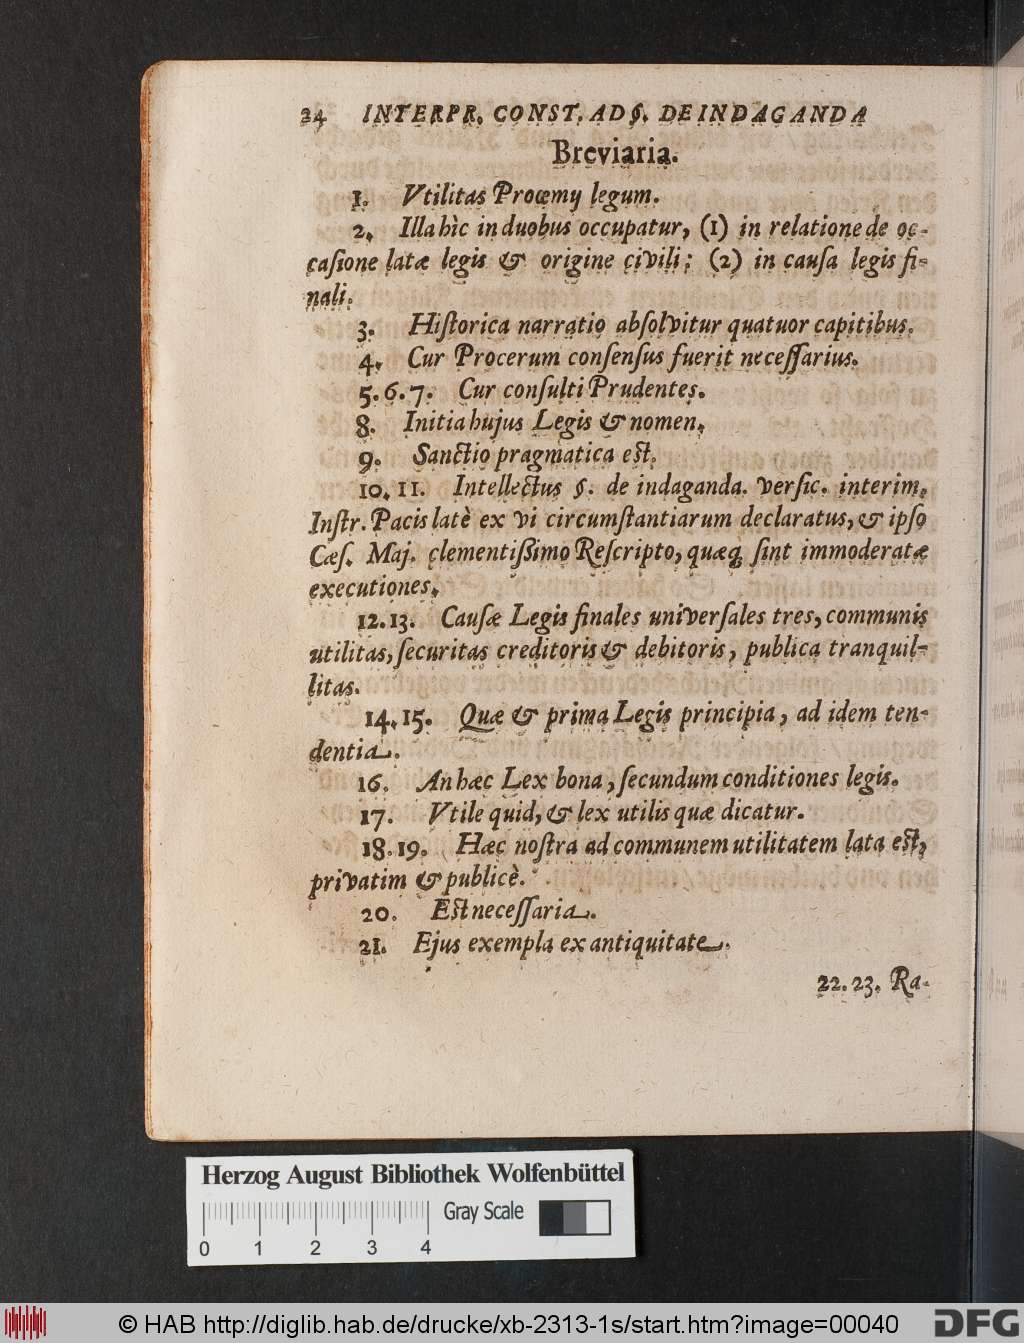 24 INTERPR. CONST. AD §. DE INDAGANDA
Breviaria.
1. Vtilitas Proœmij legum.
2. Illa hìc in duobus occupatur, (1) in relatione de oc-
caſione latæ legis & origine civili; (2) in cauſa legis fi-
nali.
3. Hiſtorica narratio abſolvitur quatuor capitibus.
4. Cur Procerum conſenſus fuerit neceſſarius.
5. 6. 7. Cur conſulti Prudentes.
8. Initia hujus Legis & nomen.
9. Sanctio pragmatica eſt.
10. 11. Intellectus §. de indaganda. verſic. interim.
Inſtr. Pacis latè ex vi circumſtantiarum declaratus, & ipſo
Cæſ. Maj. clementißimo Reſcripto, quæq́; ſint immoderatæ
executiones.
12. 13. Cauſæ Legis finales univerſales tres, communis
utilitas, ſecuritas creditoris & debitoris, publica tranquil-
litas.
14. 15. Quæ & prima Legis principia, ad idem ten-
dentia.
16. An hæc Lex bona, ſecundum conditiones legis.
17. Vtile quid, & lex utilis quæ dicatur.
18. 19. Hæc noſtra ad communem utilitatem lata eſt,
privatim & publicè.
20. Eſt neceſſaria.
21. Ejus exempla ex antiquitate.
22. 23. Ra-
Herzog August Bibliothek Wolfenbüttel
Gray Scale
0 1 2 3 4
© HAB http://diglib.hab.de/drucke/xb-2313-1s/start.htm?image=00040
DFG